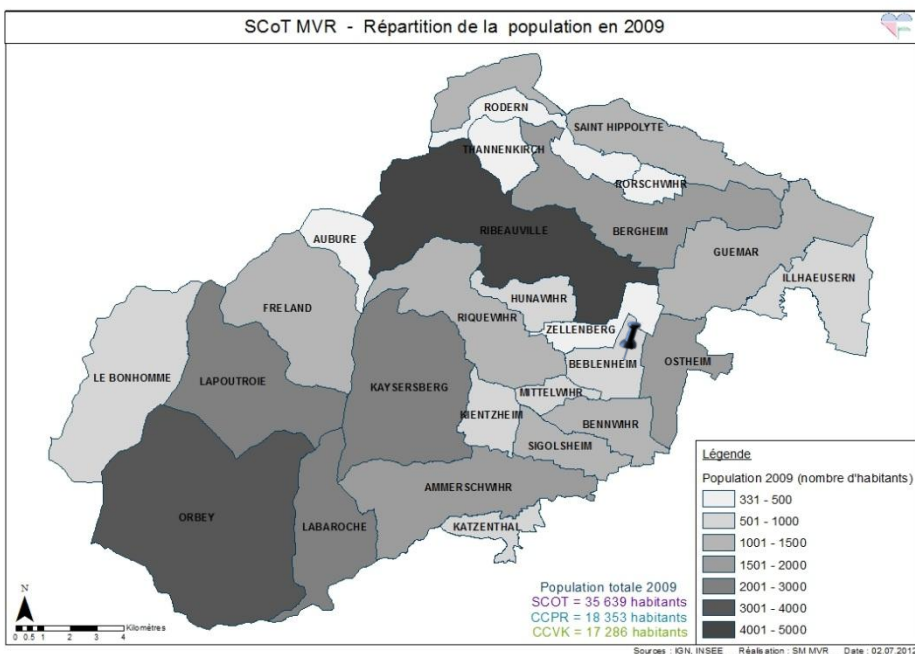 SCoT MVR - Répartition de la population en 2009
RODERN
SAINT HIPPOLYTE
THANNENKIRCH
RORSCHWIHR
RIBEAUVILLE
BERGHEIM
AUBURE
GUEMAR
ILLHAEUSERN
HUNAWIHR
FRELAND
RIQUEWIHR
ZELLENBERG
OSTHEIM
BEBLENHEIM
LE BONHOMME
LAPOUTROIE
KAYSERSBERG
MITTELWIHR
KIENTZHEIM
BENNWIHR
SIGOLSHEIM
AMMERSCHWIHR
ORBEY
LABAROCHE
KATZENTHAL
Légende
Population 2009 (nombre d'habitants)
331 - 500
501 - 1000
1001 - 1500
1501 - 2000
2001 - 3000
3001 - 4000
4001 - 5000
Population totale 2009
SCOT = 35 639 habitants
CCPR = 18 353 habitants
CCVK = 17 286 habitants
N
0 0.5 1 2 3 4 Kilomètres
Sources : IGN, INSEE Réalisation : SM MVR Date : 02.07.2012